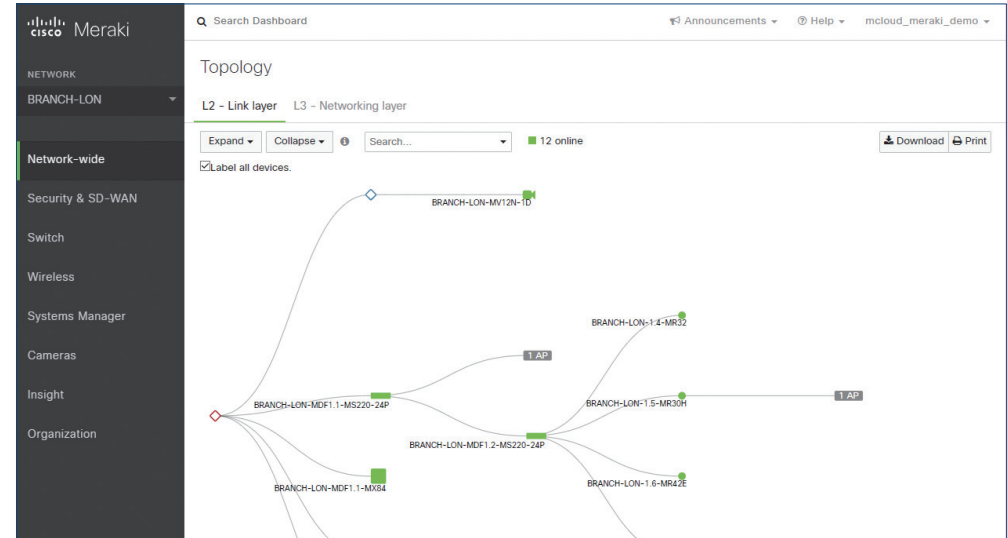 cisco Meraki
Search Dashboard
Announcements
Help
mcloud_meraki_demo
NETWORK
BRANCH-LON
Network-wide
Security & SD-WAN
Switch
Wireless
Systems Manager
Cameras
Insight
Organization
Topology
L2 - Link layer
L3 - Networking layer
Expand
Collapse
Search...
12 online
Download
Print
Label all devices.
BRANCH-LON-MV12N-1D
BRANCH-LON-1.4-MR32
1 AP
BRANCH-LON-MDF1.1-MS220-24P
BRANCH-LON-1.5-MR30H
1 AP
BRANCH-LON-MDF1.2-MS220-24P
BRANCH-LON-MDF1.1-MX84
BRANCH-LON-1.6-MR42E